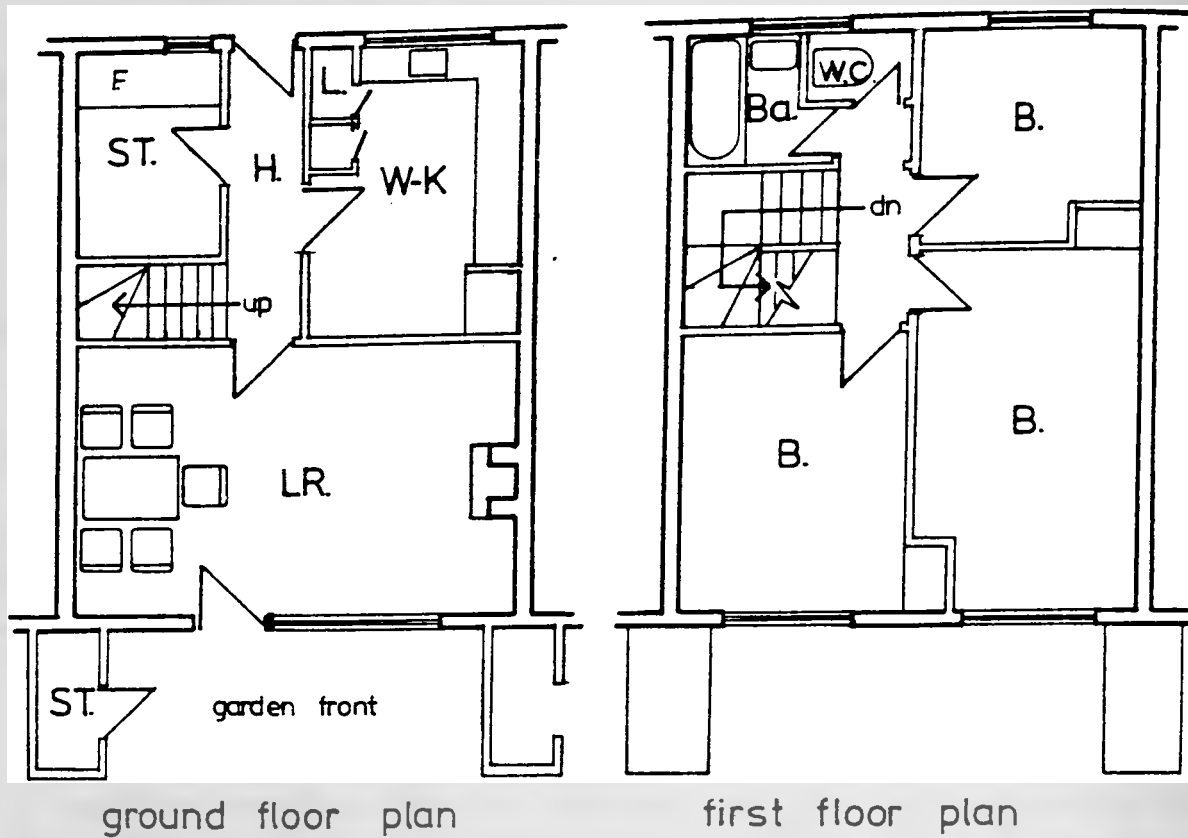 F
L.
ST.
H.
W-K
up
LR.
ST.
garden front
ground floor plan
W.C.
Ba.
B.
dn
B.
B.
first floor plan